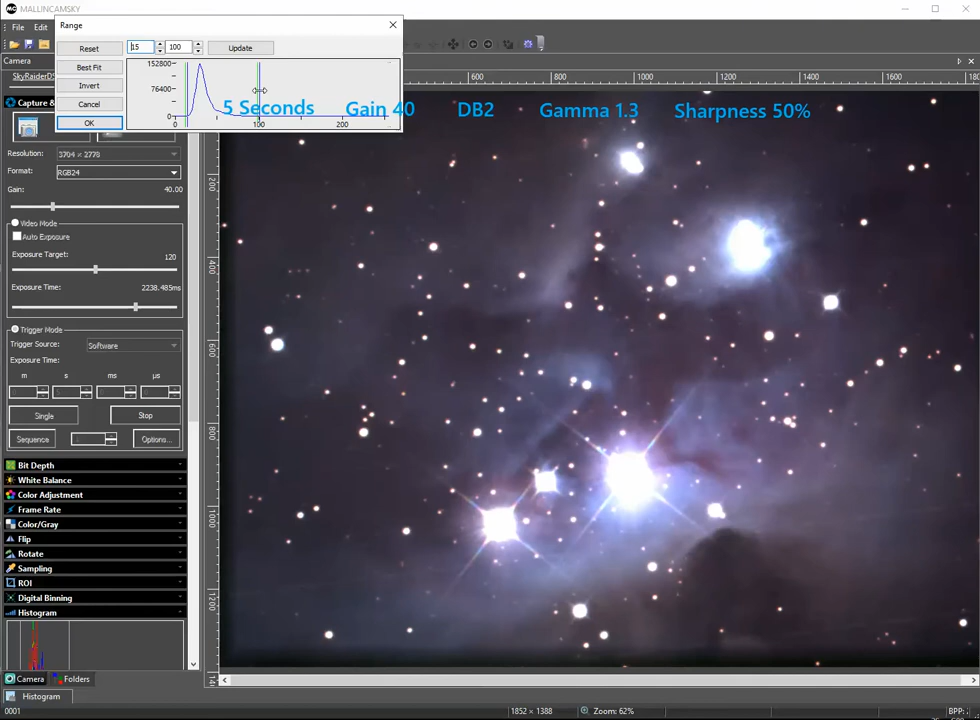 MALLINCAMSKY
File Edit
Range
Reset 15 100 Update
Best Fit
Invert
Cancel
OK
152800
76400
0
0 100 200
5 Seconds Gain 40 DB2 Gamma 1.3 Sharpness 50%
Camera
SkyRaiderDS
Capture &
Resolution: 3704 × 2778
Format: RGB24
Gain: 40.00
Video Mode
Auto Exposure
Exposure Target: 120
Exposure Time: 2238.485ms
Trigger Mode
Trigger Source: Software
Exposure Time:
m s ms µs
Single Stop
Sequence 1 Options...
Bit Depth
White Balance
Color Adjustment
Frame Rate
Color/Gray
Flip
Rotate
Sampling
ROI
Digital Binning
Histogram
Camera Folders
Histogram
600 800 1000 1200 1400 1600
200
400
600
800
1000
1200
0001 1852 × 1388 Zoom: 62% BPP: